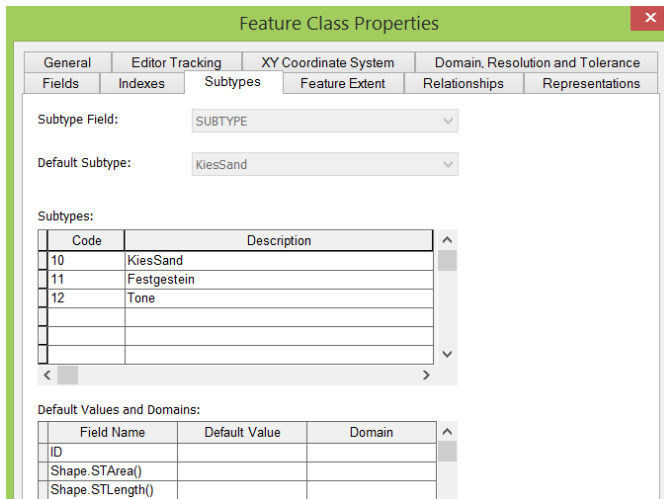 Feature Class Properties
General Editor Tracking XY Coordinate System Domain, Resolution and Tolerance
Fields Indexes Subtypes Feature Extent Relationships Representations
Subtype Field: SUBTYPE
Default Subtype: KiesSand
Subtypes:
Code Description
10 KiesSand
11 Festgestein
12 Tone
Default Values and Domains:
Field Name Default Value Domain
ID
Shape.STArea()
Shape.STLength()